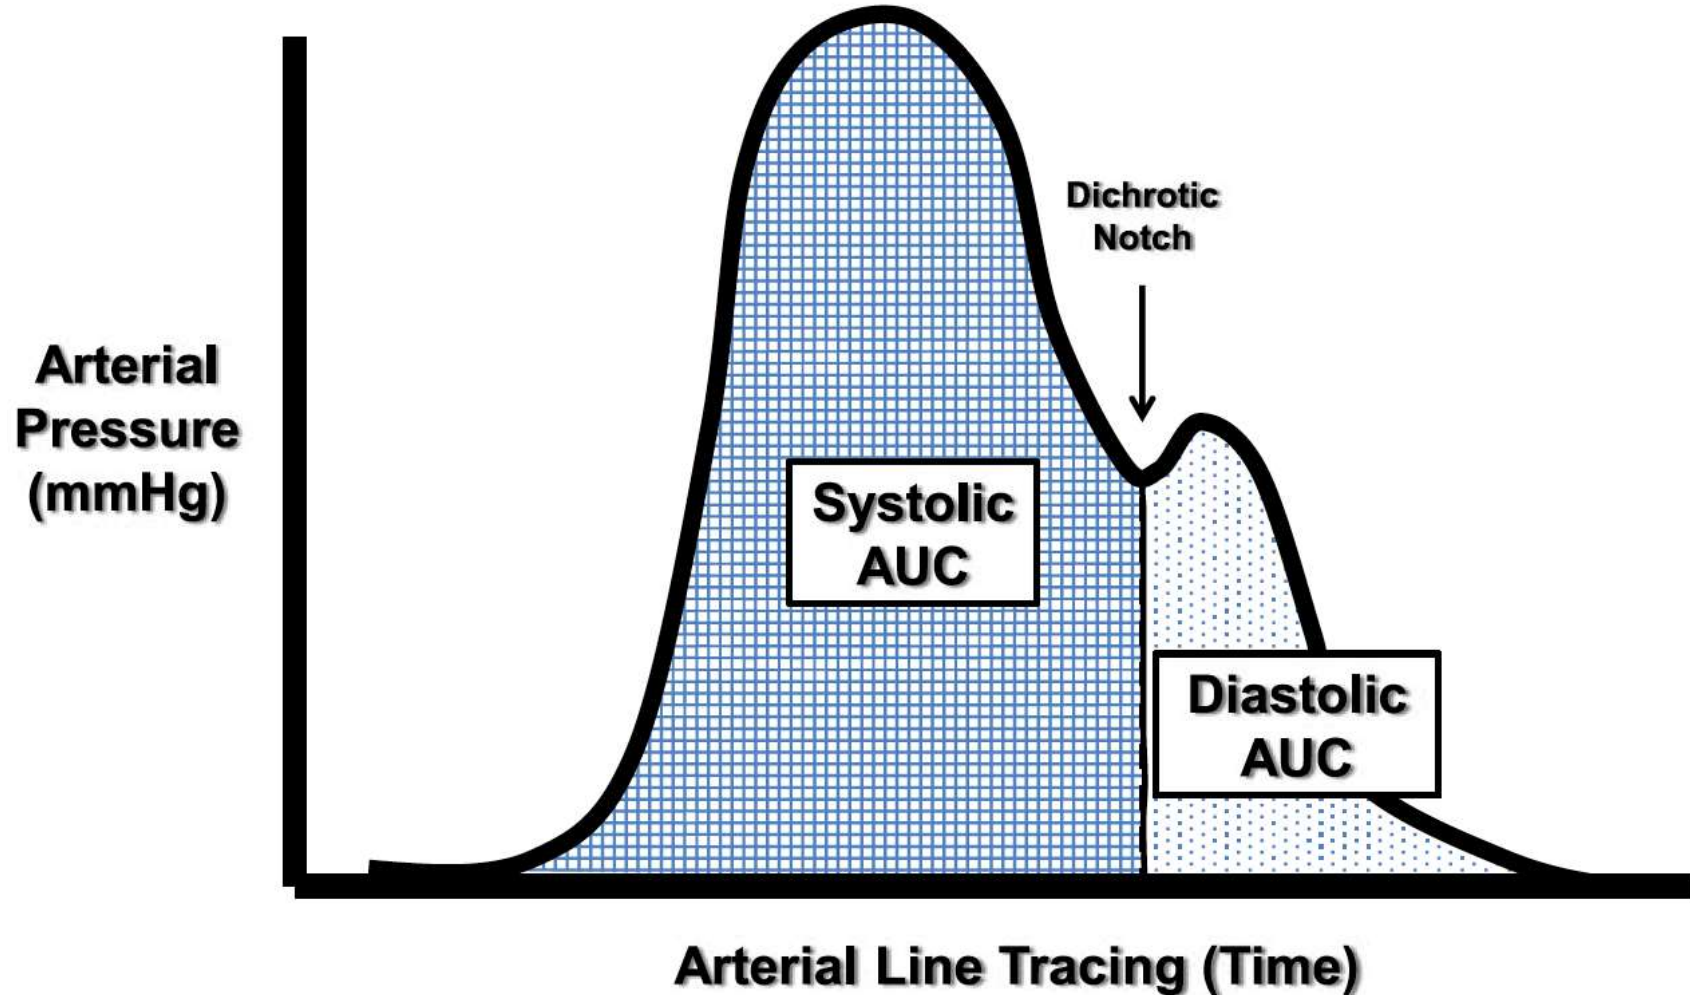 Dichrotic
Notch
Arterial
Pressure
(mmHg)
Systolic
AUC
Diastolic
AUC
Arterial Line Tracing (Time)